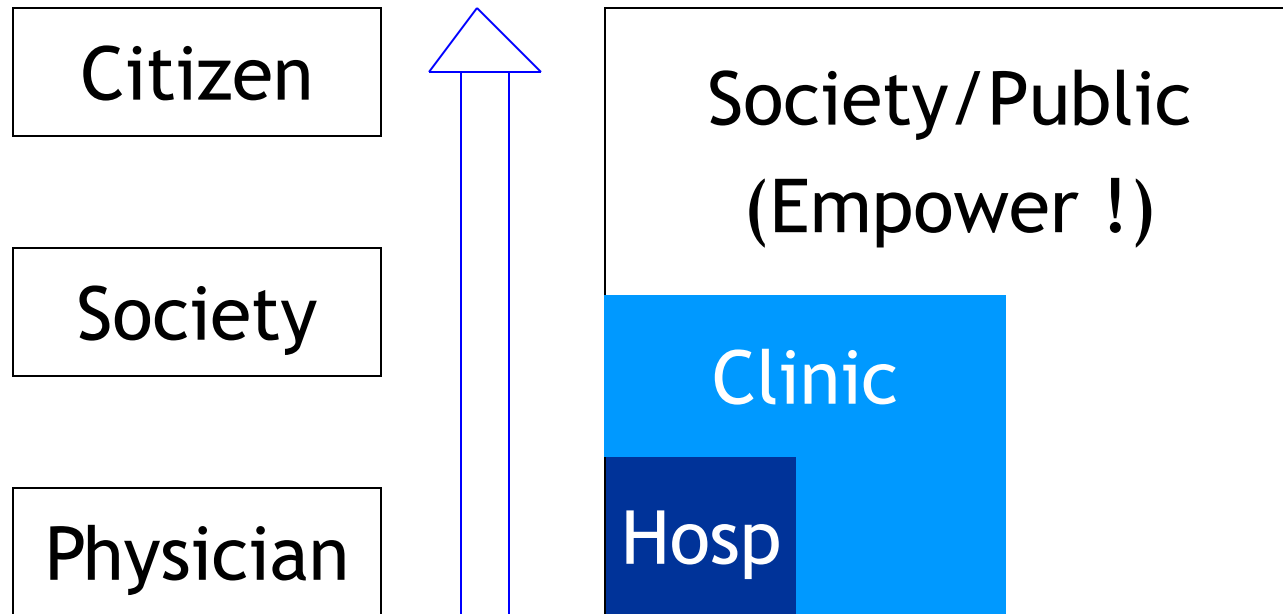 Citizen
Society
Physician
Society/Public
(Empower !)
Clinic
Hosp